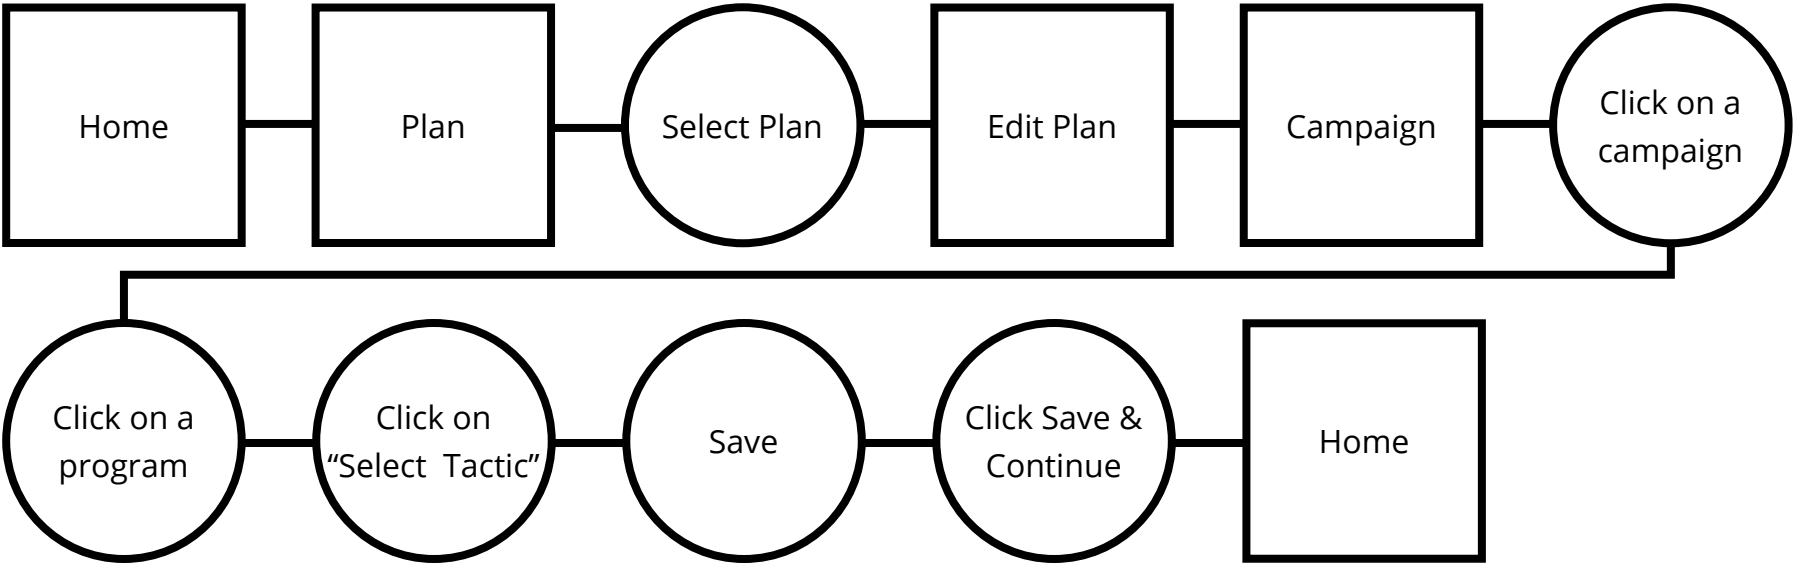 Home
Plan
Select Plan
Edit Plan
Campaign
Click on a
campaign
Click on a
program
Click on
“Select  Tactic”
Save
Click Save &
Continue
Home